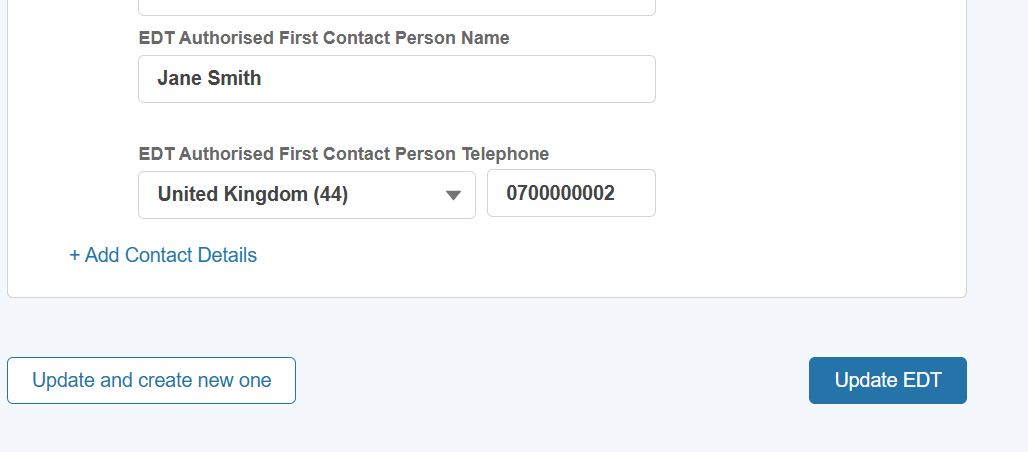 EDT Authorised First Contact Person Name
Jane Smith
EDT Authorised First Contact Person Telephone
United Kingdom (44)
0700000002
+ Add Contact Details
Update and create new one
Update EDT